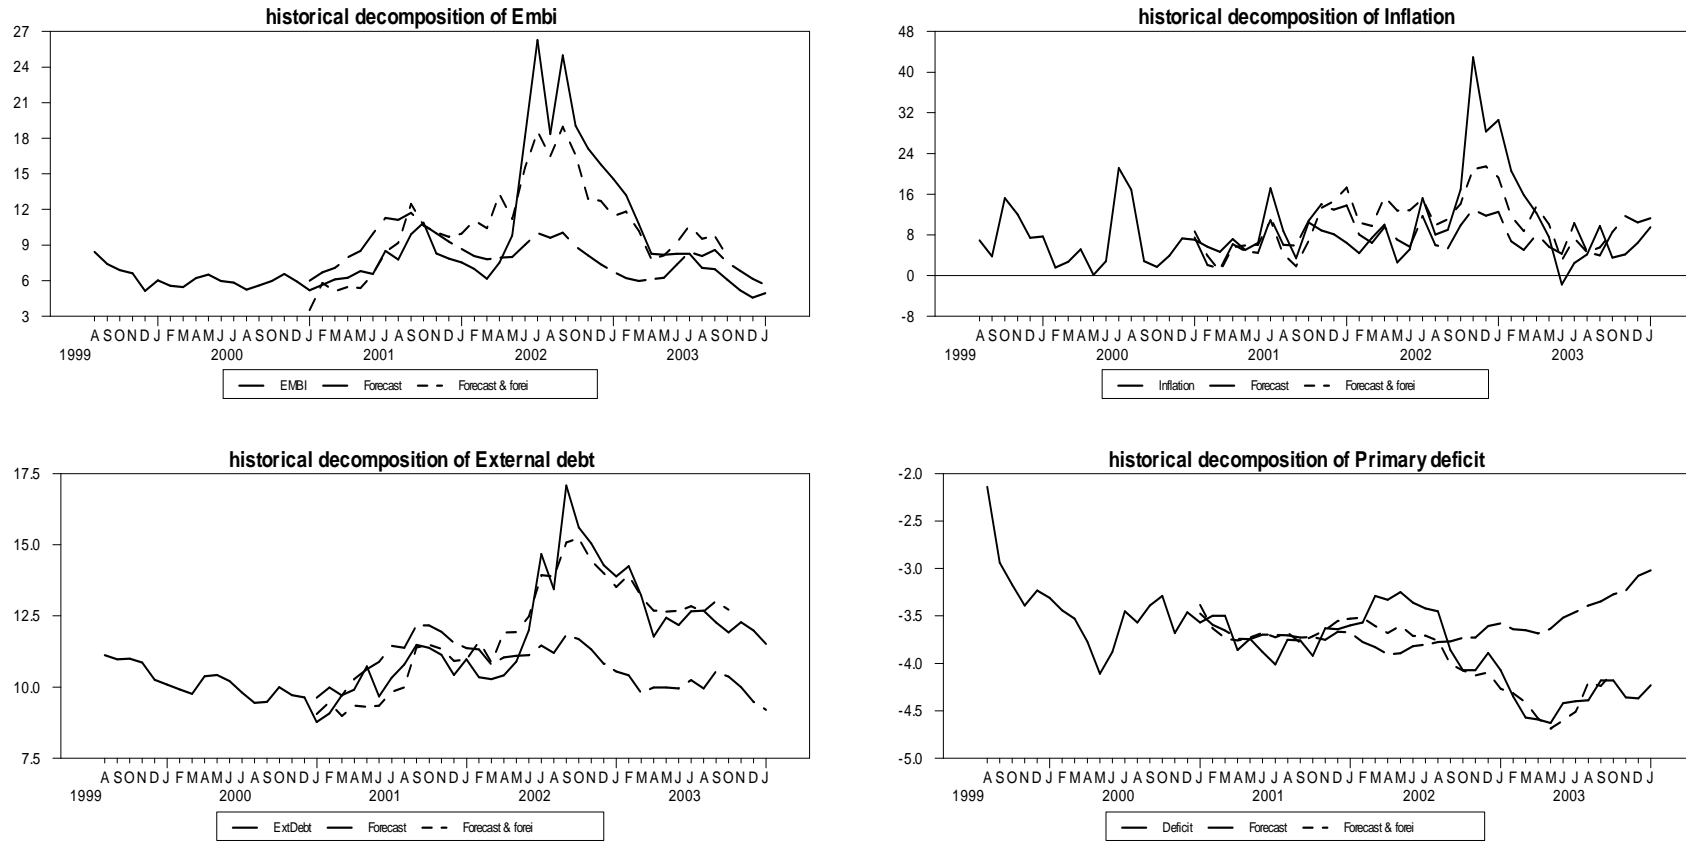 historical decomposition of Embi
27
24
21
18
15
12
9
6
3
A S O N D J F M A M J J A S O N D J F M A M J J A S O N D J F M A M J J A S O N D J F M A M J J A S O N D J
1999 2000 2001 2002 2003
EMBI Forecast Forecast & forei
historical decomposition of Inflation
48
40
32
24
16
8
0
-8
A S O N D J F M A M J J A S O N D J F M A M J J A S O N D J F M A M J J A S O N D J F M A M J J A S O N D J
1999 2000 2001 2002 2003
Inflation Forecast Forecast & forei
historical decomposition of External debt
17.5
15.0
12.5
10.0
7.5
A S O N D J F M A M J J A S O N D J F M A M J J A S O N D J F M A M J J A S O N D J F M A M J J A S O N D J
1999 2000 2001 2002 2003
ExtDebt Forecast Forecast & forei
historical decomposition of Primary deficit
-2.0
-2.5
-3.0
-3.5
-4.0
-4.5
-5.0
A S O N D J F M A M J J A S O N D J F M A M J J A S O N D J F M A M J J A S O N D J F M A M J J A S O N D J
1999 2000 2001 2002 2003
Deficit Forecast Forecast & forei